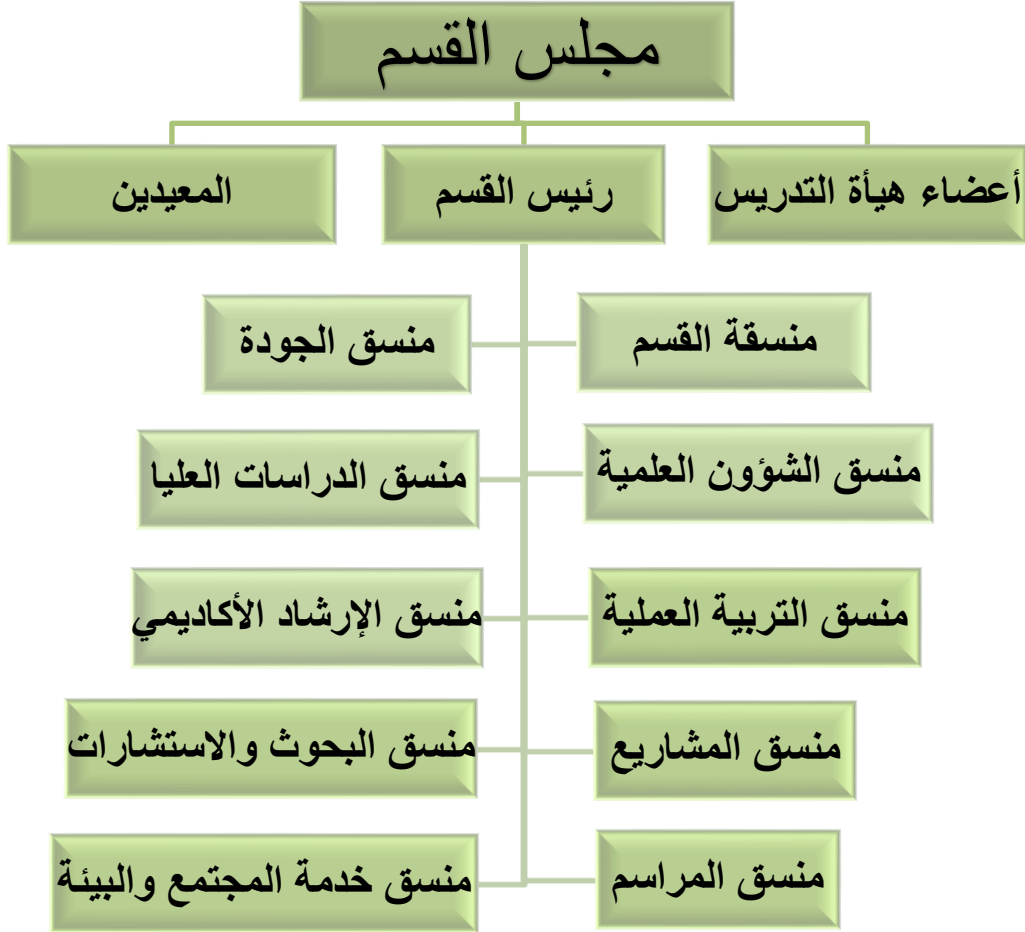 مجلس القسم
أعضاء هيأة التدريس
رئيس القسم
المعيدين
منسقة القسم
منسق الجودة
منسق الشؤون العلمية
منسق الدراسات العليا
منسق التربية العملية
منسق الإرشاد الأكاديمي
منسق المشاريع
منسق البحوث والاستشارات
منسق المراسم
منسق خدمة المجتمع والبيئة